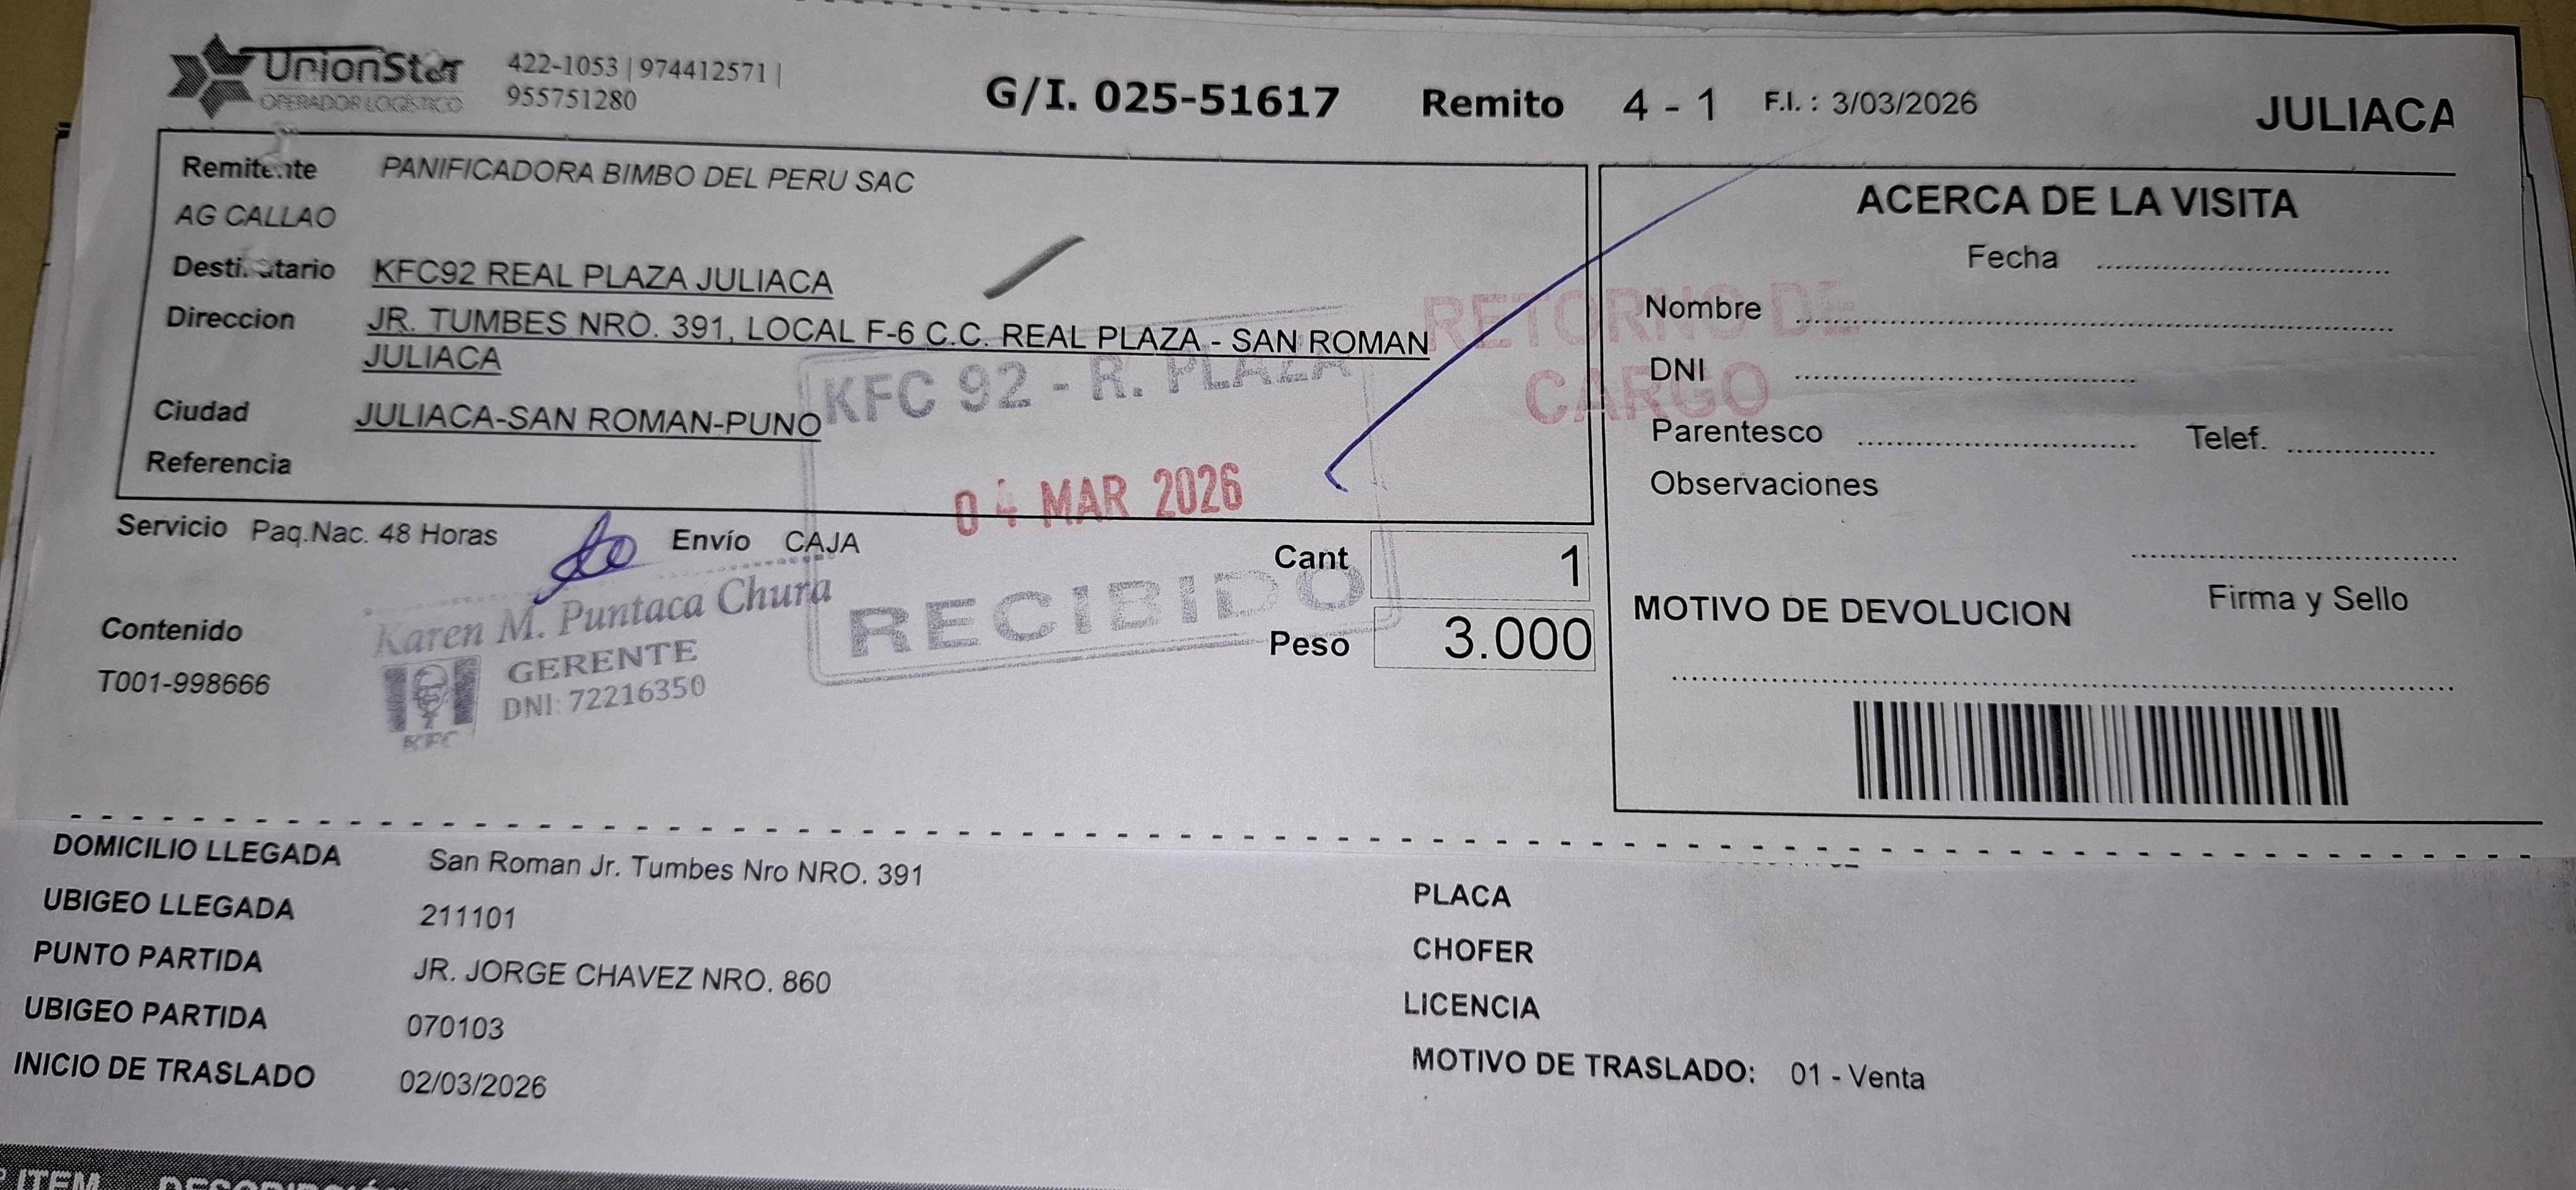 UnionStar
OPERADOR LOGÍSTICO
422-1053 | 974412571 |
955751280
G/I. 025-51617 Remito 4 - 1 F.I. : 3/03/2026 JULIACA
Remitente PANIFICADORA BIMBO DEL PERU SAC
AG CALLAO
Destinatario KFC92 REAL PLAZA JULIACA
Direccion JR. TUMBES NRO. 391, LOCAL F-6 C.C. REAL PLAZA - SAN ROMAN
JULIACA
Ciudad JULIACA-SAN ROMAN-PUNO
Referencia
KFC 92 - R. PLAZA
04 MAR 2026
RECIBIDO
RETORNO DE
CARGO
Servicio Paq.Nac. 48 Horas Envío CAJA
Cant 1
Peso 3.000
Contenido
T001-998666
Karen M. Puntaca Chura
GERENTE
DNI: 72216350
KFC
ACERCA DE LA VISITA
Fecha
Nombre
DNI
Parentesco Telef.
Observaciones
Firma y Sello
MOTIVO DE DEVOLUCION
DOMICILIO LLEGADA San Roman Jr. Tumbes Nro NRO. 391
UBIGEO LLEGADA 211101
PUNTO PARTIDA JR. JORGE CHAVEZ NRO. 860
UBIGEO PARTIDA 070103
INICIO DE TRASLADO 02/03/2026
PLACA
CHOFER
LICENCIA
MOTIVO DE TRASLADO: 01 - Venta
ITEM DESCRIPCIÓN